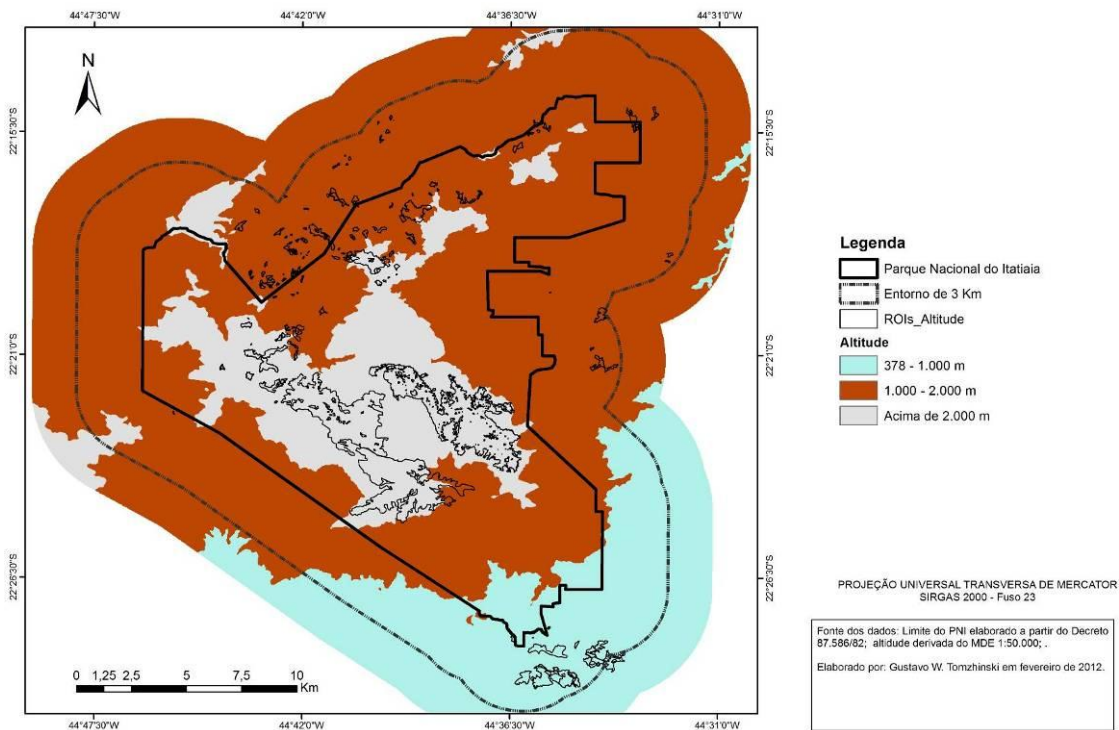 44°47'30"W 44°42'0"W 44°36'30"W 44°31'0"W
N
22°15'30"S 22°15'30"S
22°21'0"S 22°21'0"S
22°26'30"S 22°26'30"S
0 1,25 2,5 5 7,5 10
Km
44°47'30"W 44°42'0"W 44°36'30"W 44°31'0"W
Legenda
Parque Nacional do Itatiaia
Entorno de 3 Km
ROIs_Altitude
Altitude
378 - 1.000 m
1.000 - 2.000 m
Acima de 2.000 m
PROJEÇÃO UNIVERSAL TRANSVERSA DE MERCATOR
SIRGAS 2000 - Fuso 23
Fonte dos dados: Limite do PNI elaborado a partir do Decreto
87.586/82; altidude derivada do MDE 1:50.000; .
Elaborado por: Gustavo W. Tomzhinski em fevereiro de 2012.